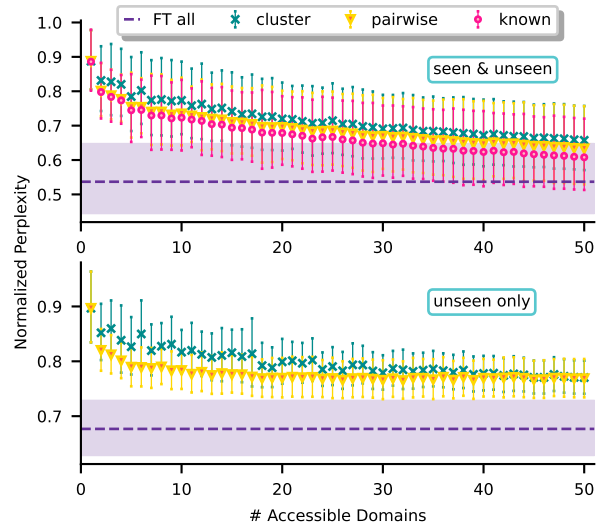 FT all cluster pairwise known
seen & unseen
1.0
0.9
0.8
0.7
0.6
0.5
0 10 20 30 40 50
Normalized Perplexity
unseen only
0.9
0.8
0.7
0 10 20 30 40 50
# Accessible Domains